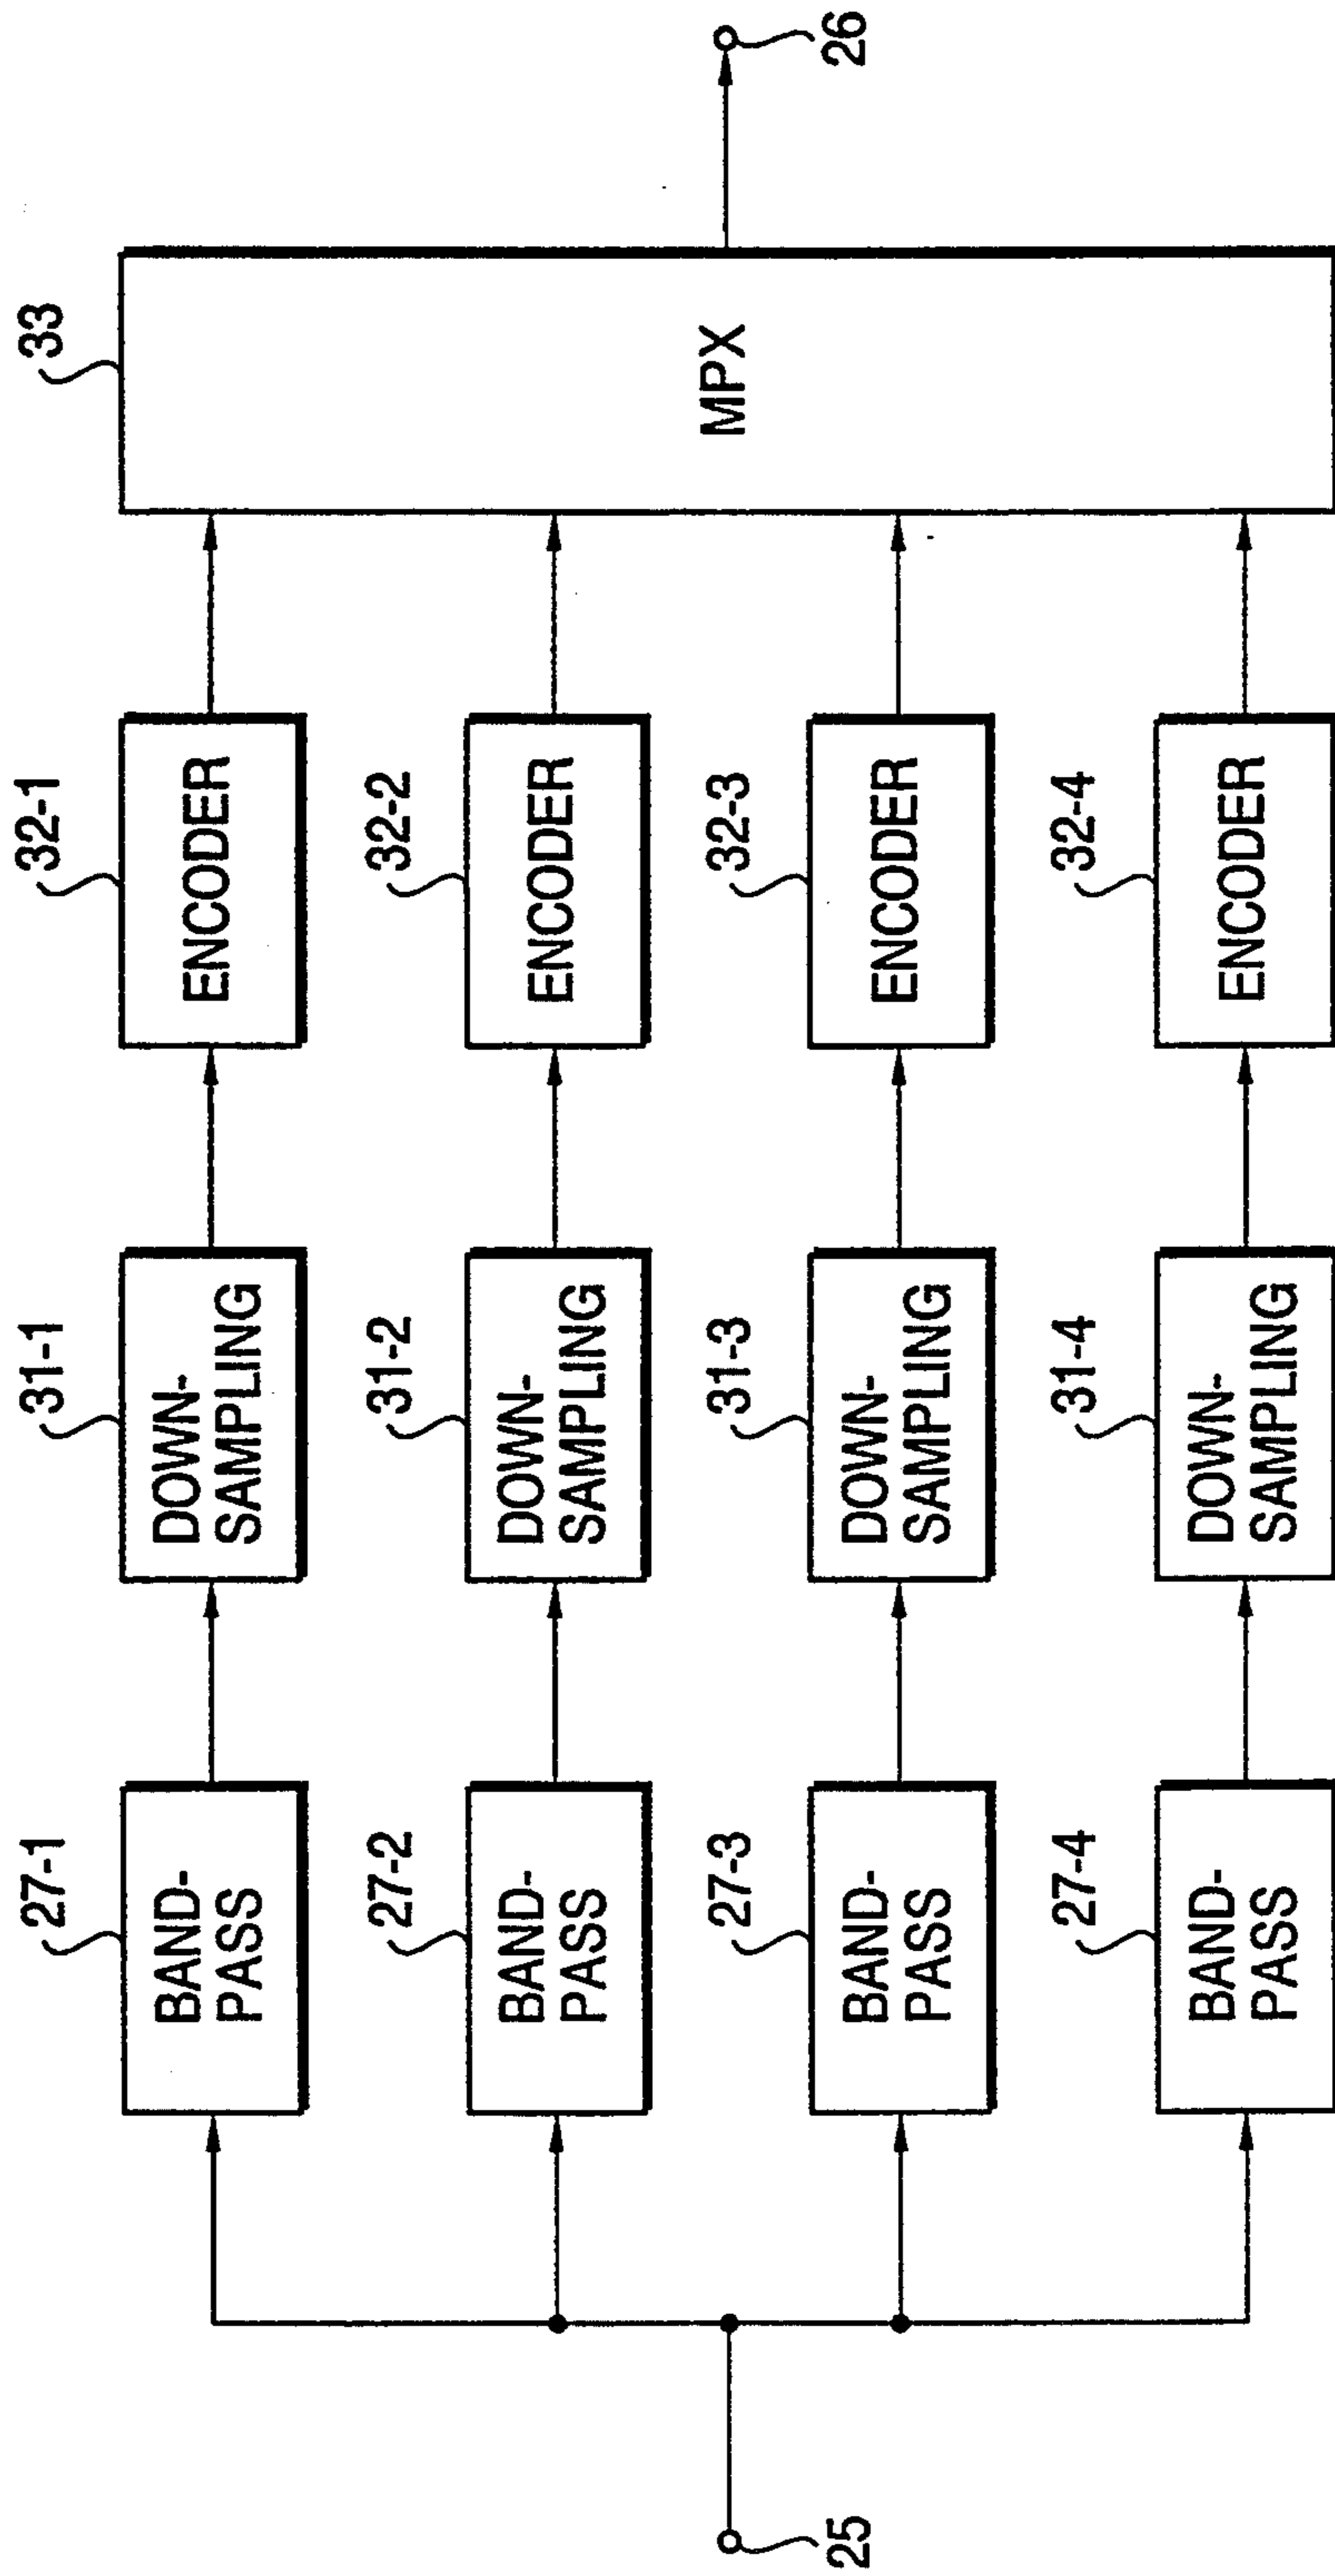 27-1
31-1
32-1
33
BAND-
PASS
DOWN-
SAMPLING
ENCODER
27-2
31-2
32-2
BAND-
PASS
DOWN-
SAMPLING
ENCODER
MPX
25
26
27-3
31-3
32-3
BAND-
PASS
DOWN-
SAMPLING
ENCODER
27-4
31-4
32-4
BAND-
PASS
DOWN-
SAMPLING
ENCODER